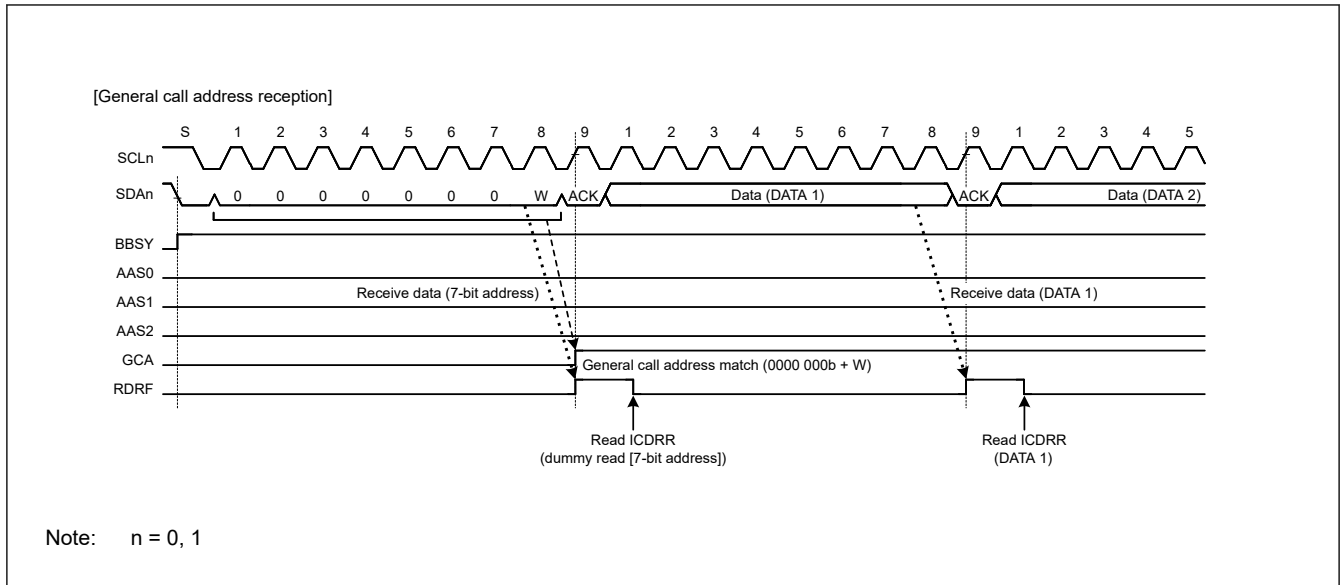 [General call address reception]
S 1 2 3 4 5 6 7 8 9 1 2 3 4 5 6 7 8 9 1 2 3 4 5
SCLn
SDAn 0 0 0 0 0 0 0 W ACK Data (DATA 1) ACK Data (DATA 2)
BBSY
AAS0
Receive data (7-bit address) Receive data (DATA 1)
AAS1
AAS2
GCA
General call address match (0000 000b + W)
RDRF
Read ICDRR
(dummy read [7-bit address])
Read ICDRR
(DATA 1)
Note: n = 0, 1